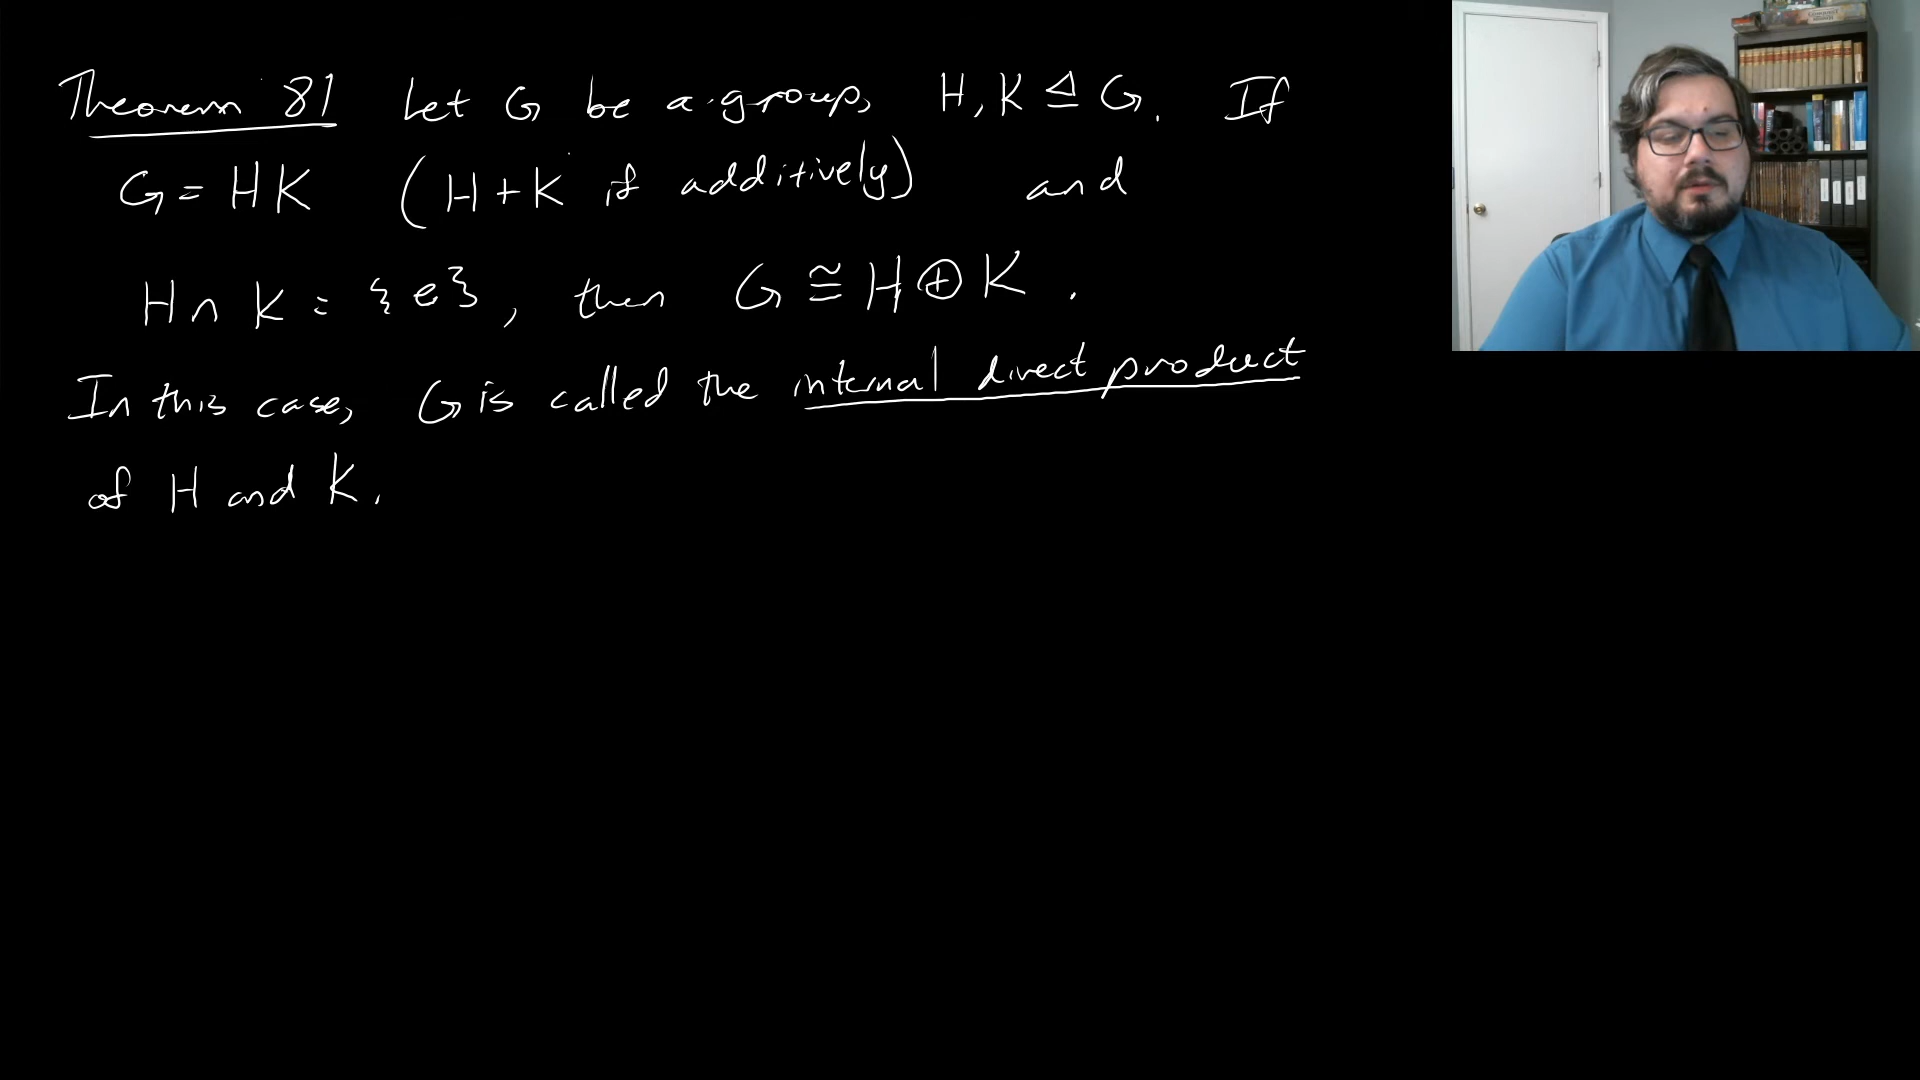 Theorem 81 Let G be a group, H, K ⊴ G. If
G = HK (H + K if additively) and
H ∩ K = {e}, then G ≅ H ⊕ K.
In this case, G is called the internal direct product
of H and K.